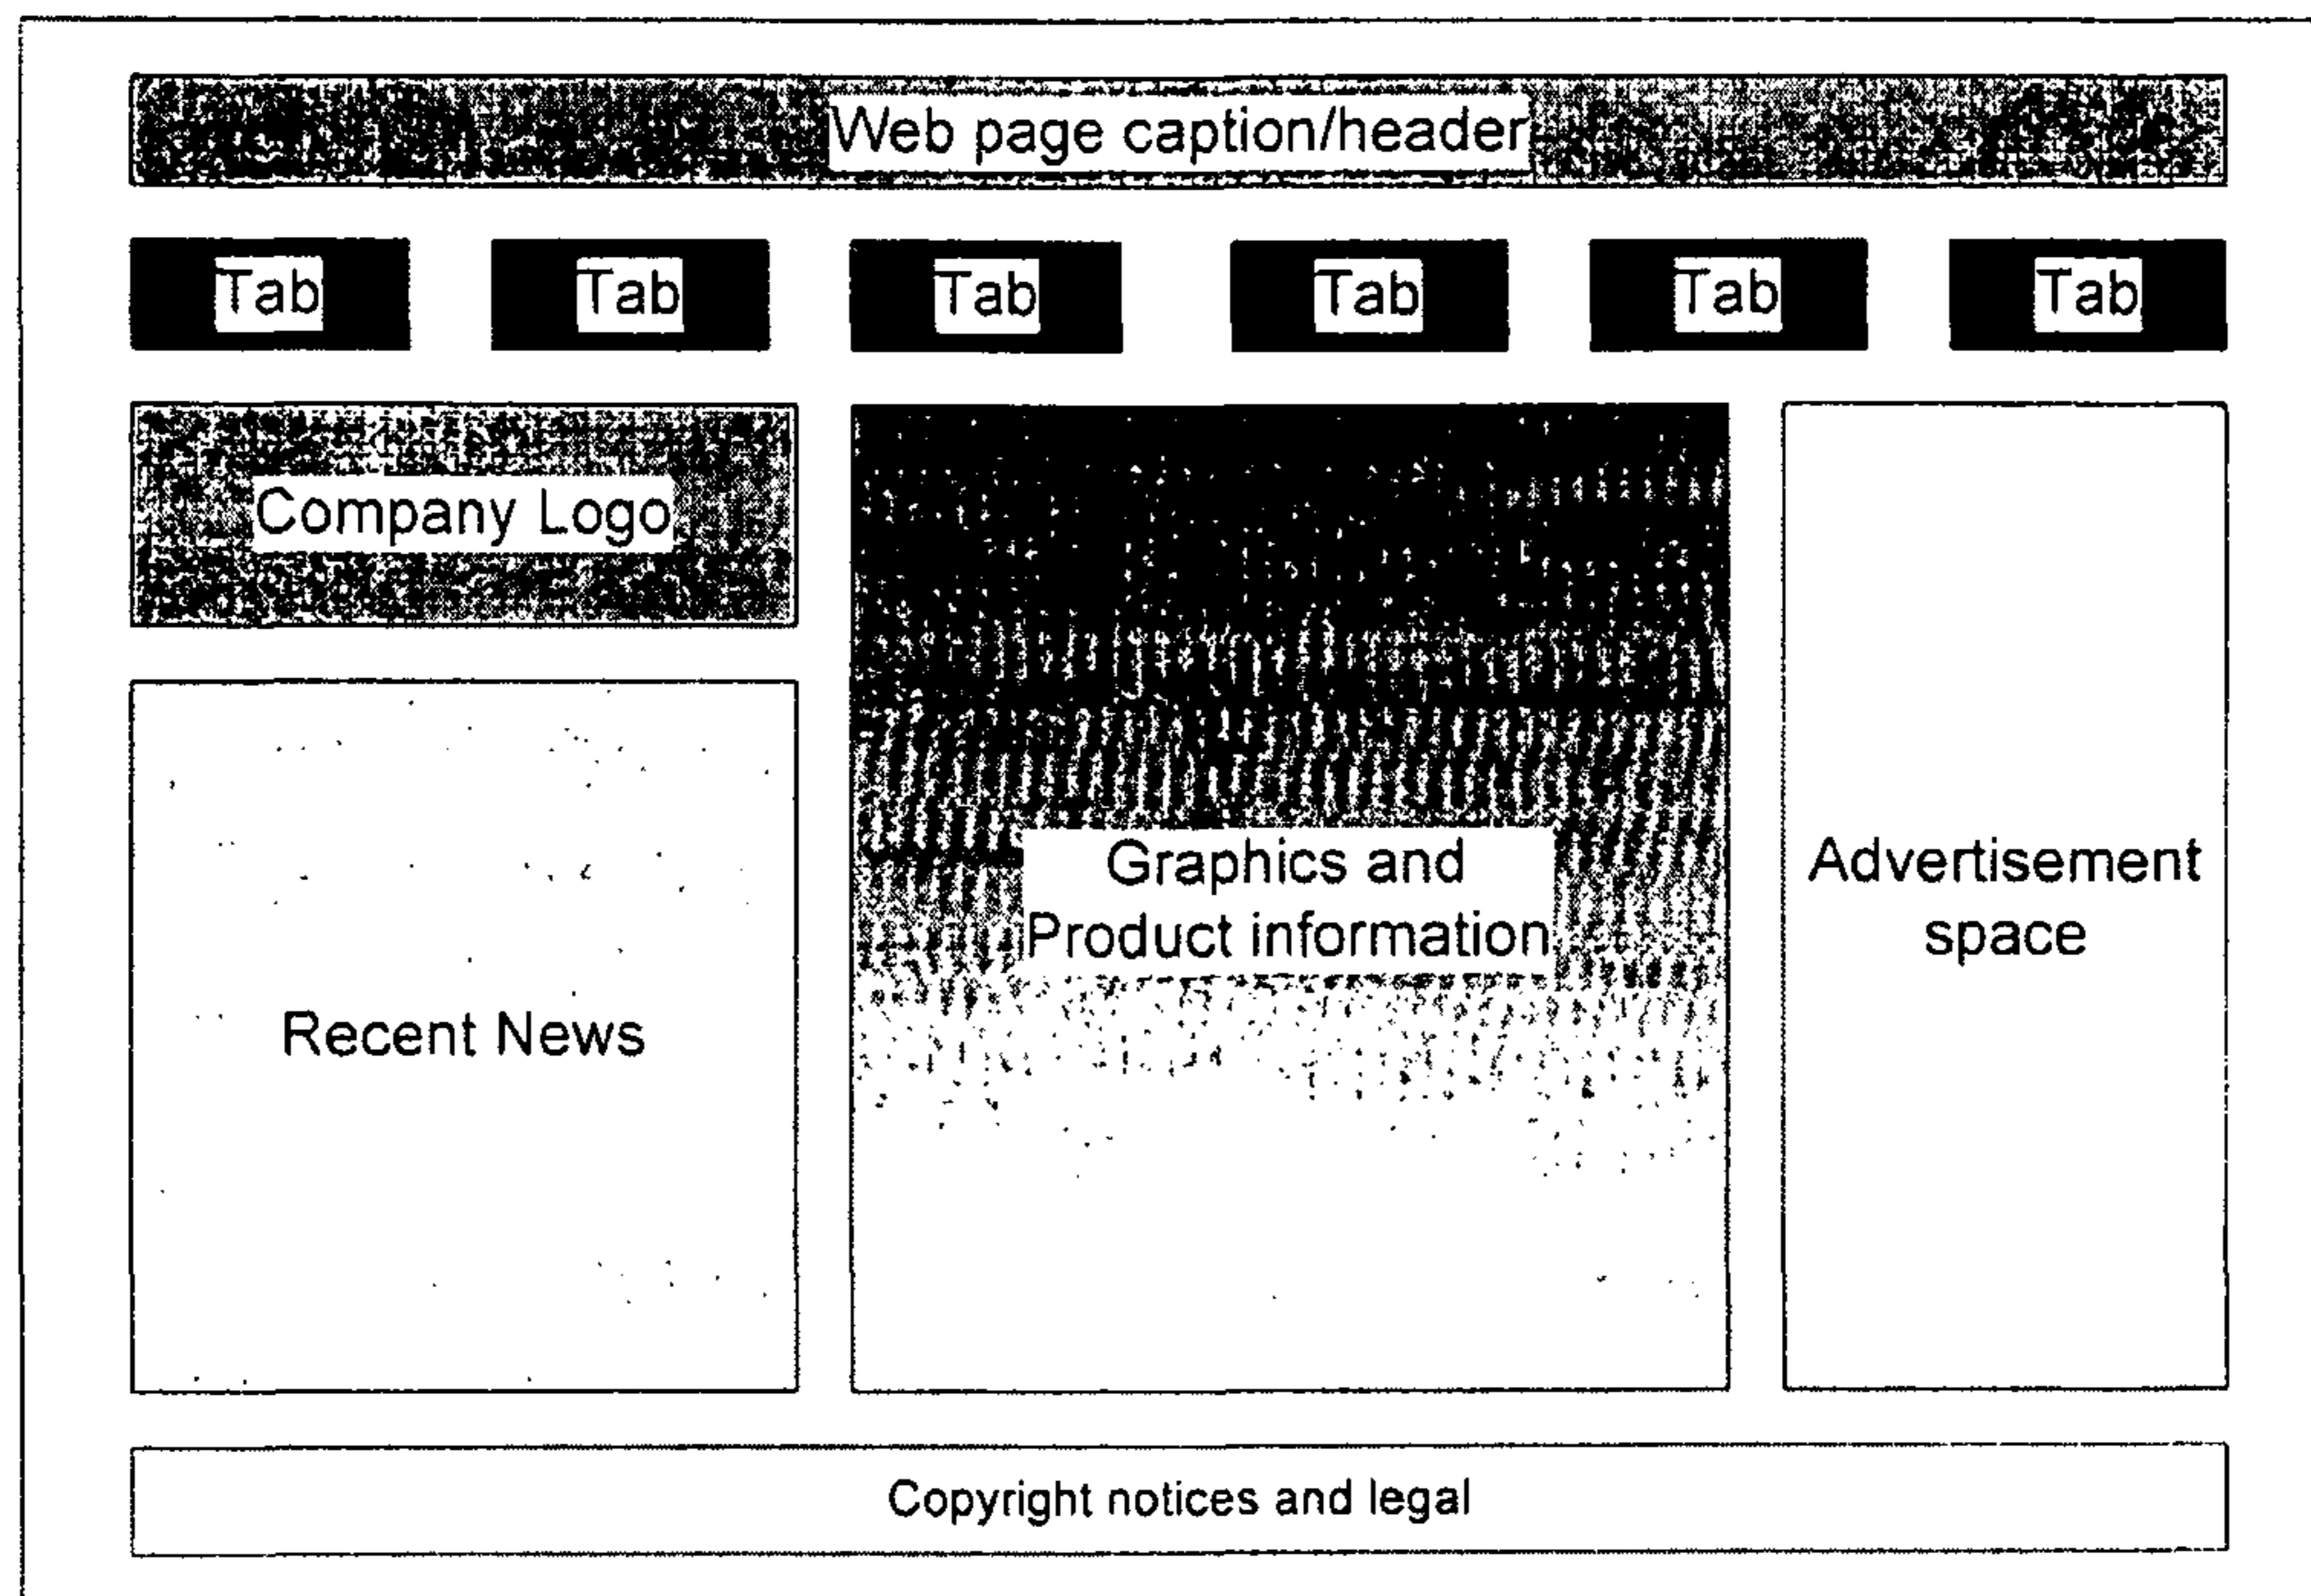 Web page caption/header
Tab Tab Tab Tab Tab Tab
Company Logo
Recent News
Graphics and
Product information
Advertisement
space
Copyright notices and legal